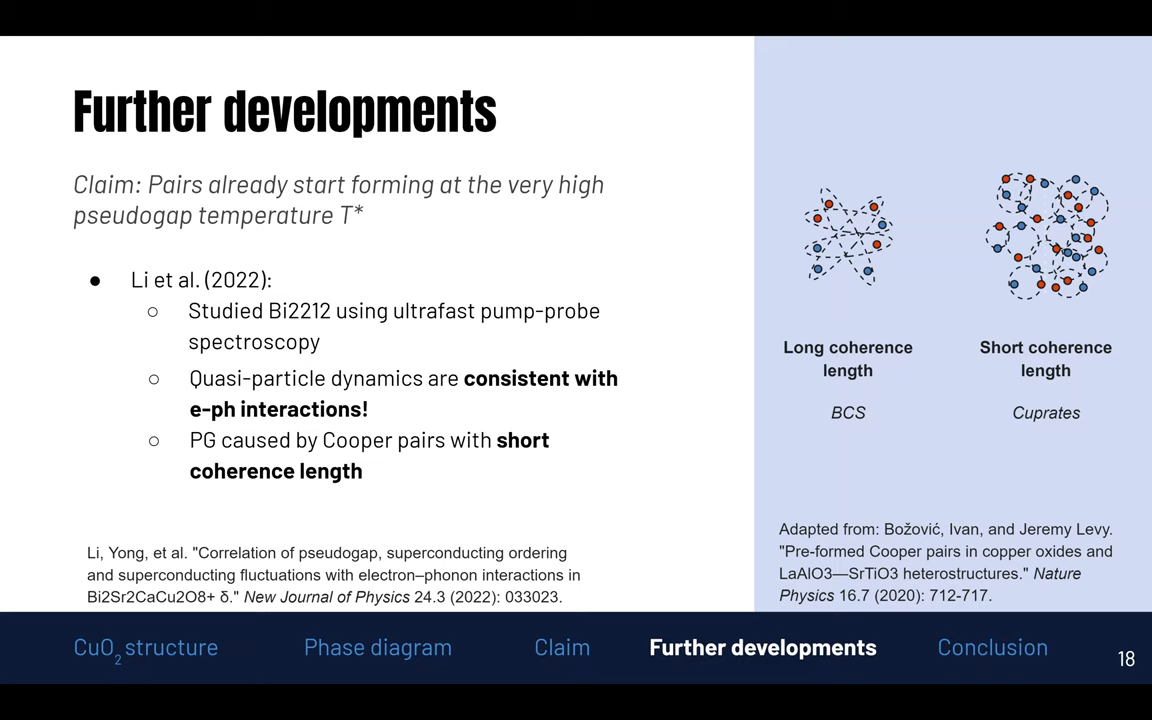 Further developments
Claim: Pairs already start forming at the very high
pseudogap temperature T*
● Li et al. (2022):
○ Studied Bi2212 using ultrafast pump-probe
spectroscopy
○ Quasi-particle dynamics are consistent with
e-ph interactions!
○ PG caused by Cooper pairs with short
coherence length
Li, Yong, et al. "Correlation of pseudogap, superconducting ordering
and superconducting fluctuations with electron–phonon interactions in
Bi2Sr2CaCu2O8+ δ." New Journal of Physics 24.3 (2022): 033023.
Long coherence
length
BCS
Short coherence
length
Cuprates
Adapted from: Božović, Ivan, and Jeremy Levy.
"Pre-formed Cooper pairs in copper oxides and
LaAlO3—SrTiO3 heterostructures." Nature
Physics 16.7 (2020): 712-717.
CuO2 structure Phase diagram Claim Further developments Conclusion
18